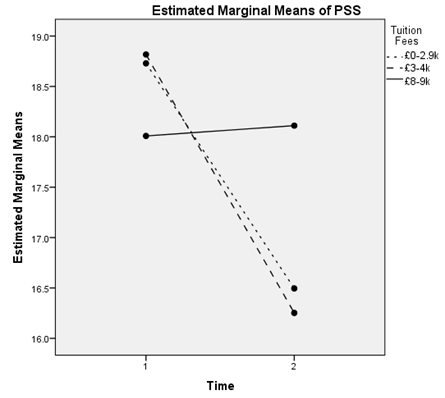 Estimated Marginal Means of PSS
Tuition
Fees
£0-2.9k
£3-4k
£8-9k
Estimated Marginal Means
19.0
18.5
18.0
17.5
17.0
16.5
16.0
1
2
Time